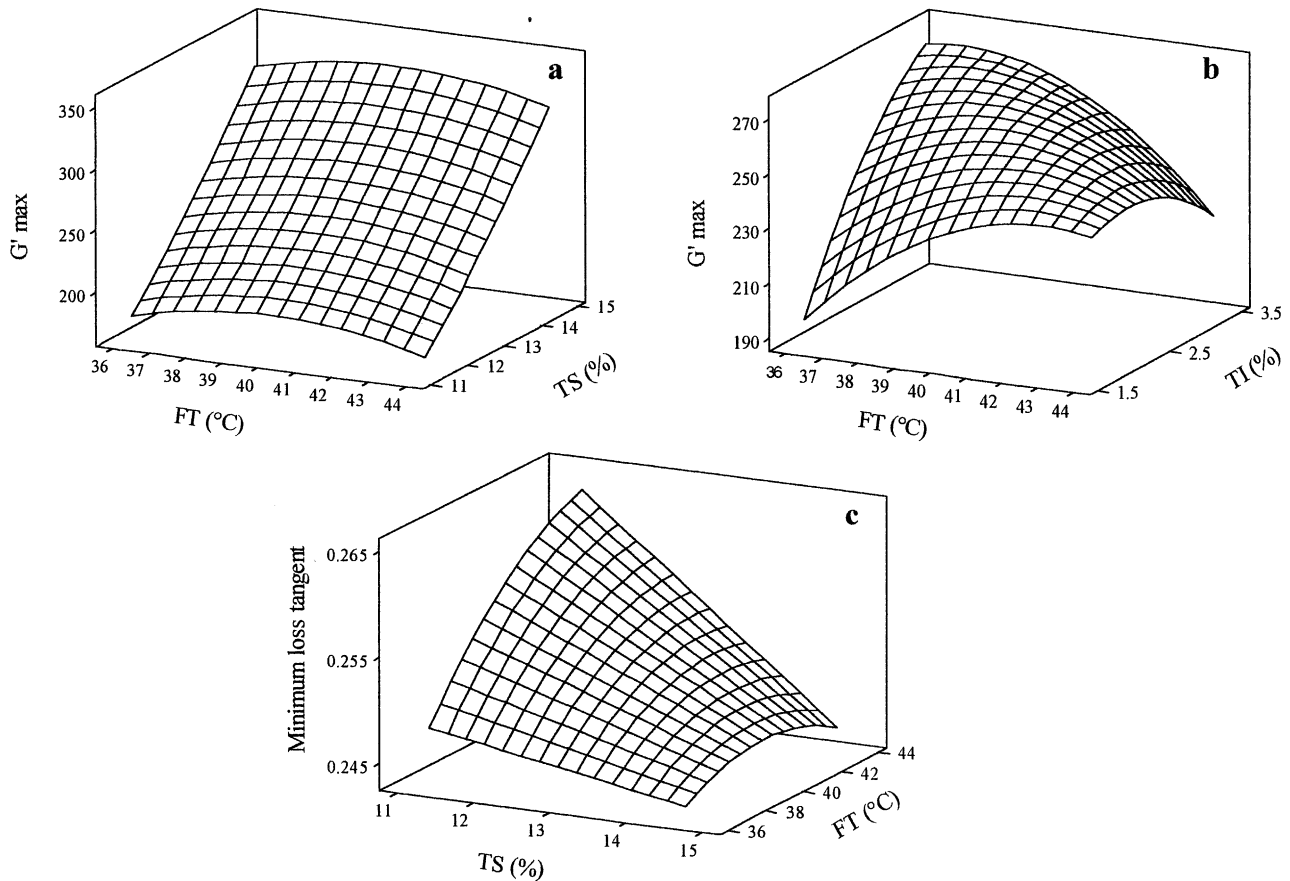 a
350
300
250
200
G' max
36 37 38 39 40 41 42 43 44
FT (°C)
11 12 13 14 15
TS (%)
b
270
250
230
210
190
G' max
36 37 38 39 40 41 42 43 44
FT (°C)
1.5 2.5 3.5
TI (%)
c
0.265
0.255
0.245
Minimum loss tangent
11 12 13 14 15
TS (%)
36 38 40 42 44
FT (°C)